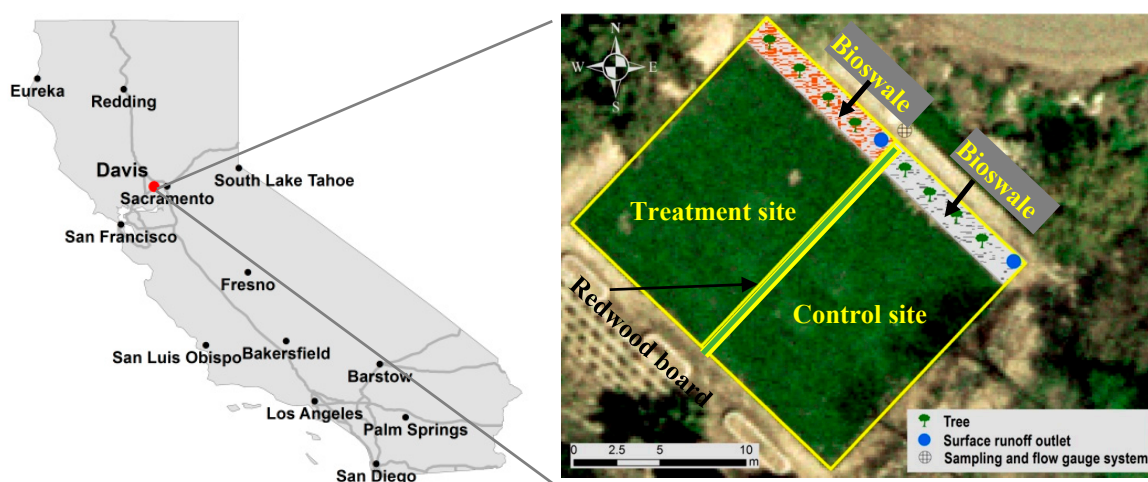 Eureka
Redding
Davis
Sacramento
South Lake Tahoe
San Francisco
Fresno
San Luis Obispo
Bakersfield
Barstow
Los Angeles
Palm Springs
San Diego
N
W E
S
Bioswale
Bioswale
Treatment site
Control site
Redwood board
0 2.5 5 10
m
Tree
Surface runoff outlet
Sampling and flow gauge system